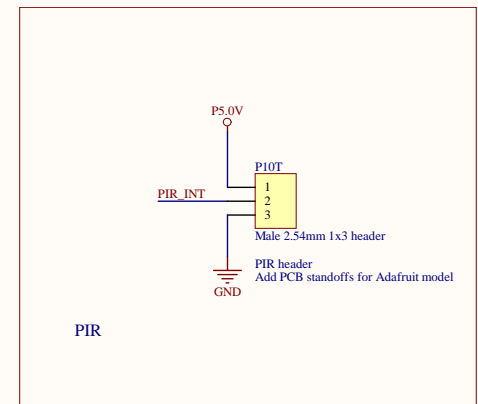 P5.0V
P10T
1
PIR_INT
2
3
Male 2.54mm 1x3 header
PIR header
Add PCB standoffs for Adafruit model
GND
PIR